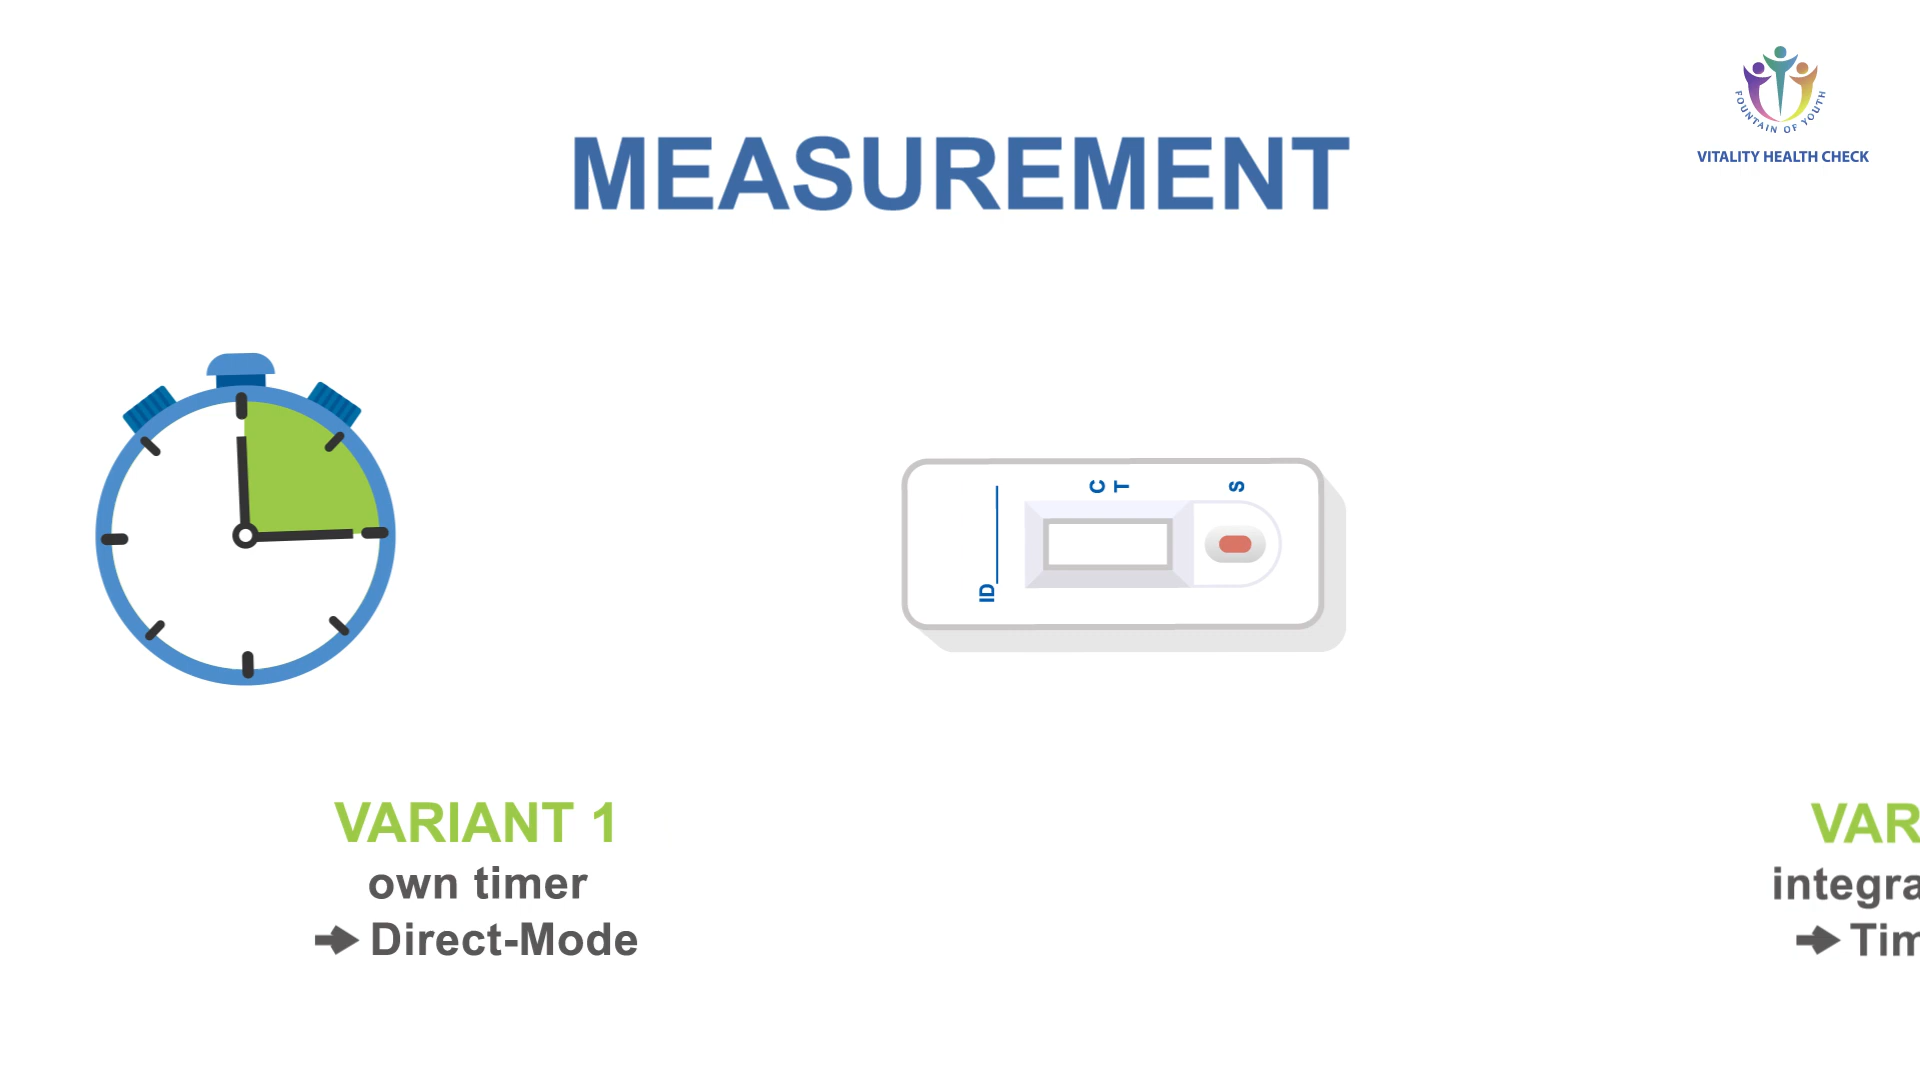 FOUNTAIN OF YOUTH
VITALITY HEALTH CHECK
MEASUREMENT
C
T
S
ID
VARIANT 1
own timer
Direct-Mode